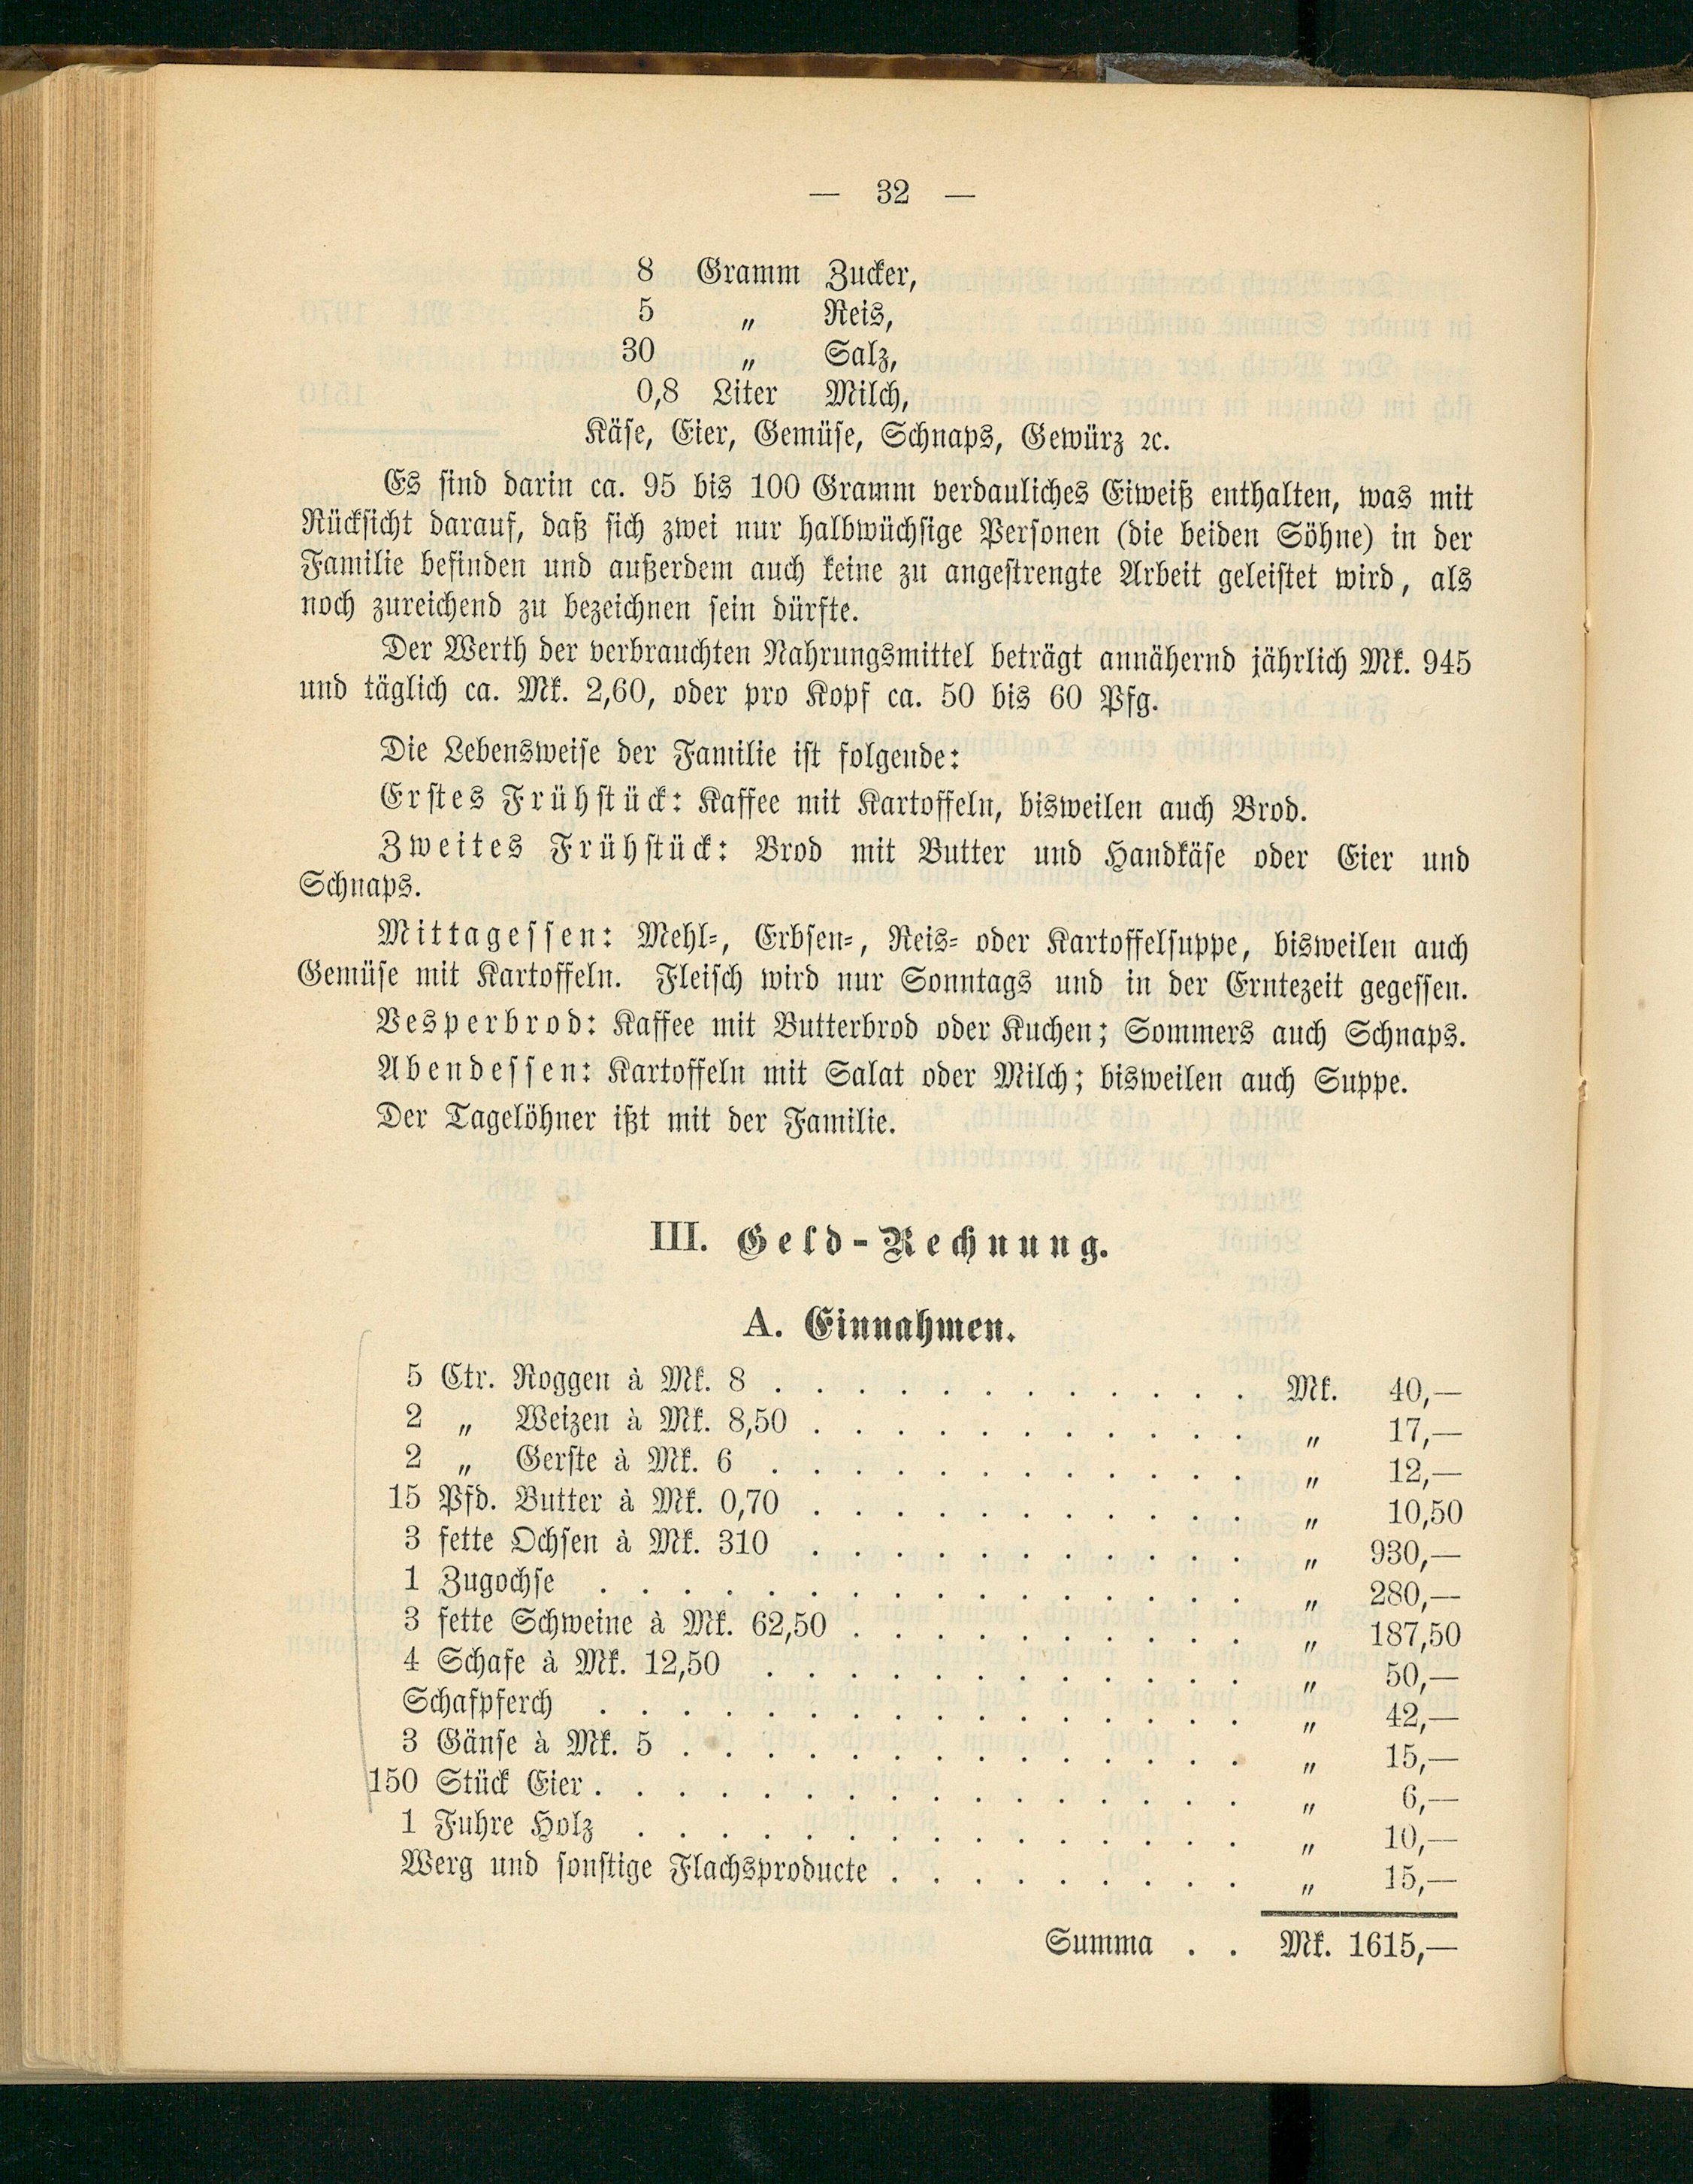 — 32 —
8 Gramm Zucker,
5 „ Reis,
30 „ Salz,
0,8 Liter Milch,
Käse, Eier, Gemüse, Schnaps, Gewürz ꝛc.
Es sind darin ca. 95 bis 100 Gramm verdauliches Eiweiß enthalten, was mit
Rücksicht darauf, daß sich zwei nur halbwüchsige Personen (die beiden Söhne) in der
Familie befinden und außerdem auch keine zu angestrengte Arbeit geleistet wird, als
noch zureichend zu bezeichnen sein dürfte.
Der Werth der verbrauchten Nahrungsmittel beträgt annähernd jährlich Mk. 945
und täglich ca. Mk. 2,60, oder pro Kopf ca. 50 bis 60 Pfg.
Die Lebensweise der Familie ist folgende:
Erstes Frühstück: Kaffee mit Kartoffeln, bisweilen auch Brod.
Zweites Frühstück: Brod mit Butter und Handkäse oder Eier und
Schnaps.
Mittagessen: Mehl-, Erbsen-, Reis- oder Kartoffelsuppe, bisweilen auch
Gemüse mit Kartoffeln. Fleisch wird nur Sonntags und in der Erntezeit gegessen.
Vesperbrod: Kaffee mit Butterbrod oder Kuchen; Sommers auch Schnaps.
Abendessen: Kartoffeln mit Salat oder Milch; bisweilen auch Suppe.
Der Tagelöhner ißt mit der Familie.
III. Geld-Rechnung.
A. Einnahmen.
5 Ctr. Roggen à Mk. 8 . . . . . . . . . . . . Mk. 40,—
2 „ Weizen à Mk. 8,50 . . . . . . . . . . . „ 17,—
2 „ Gerste à Mk. 6 . . . . . . . . . . . . „ 12,—
15 Pfd. Butter à Mk. 0,70 . . . . . . . . . . . „ 10,50
3 fette Ochsen à Mk. 310 . . . . . . . . . . . „ 930,—
1 Zugochse . . . . . . . . . . . . . . . . „ 280,—
3 fette Schweine à Mk. 62,50 . . . . . . . . . . „ 187,50
4 Schafe à Mk. 12,50 . . . . . . . . . . . . „ 50,—
Schafpferch . . . . . . . . . . . . . . . . „ 42,—
3 Gänse à Mk. 5 . . . . . . . . . . . . . . „ 15,—
150 Stück Eier . . . . . . . . . . . . . . . . „ 6,—
1 Fuhre Holz . . . . . . . . . . . . . . . „ 10,—
Werg und sonstige Flachsproducte . . . . . . . . . „ 15,—
Summa . . Mk. 1615,—